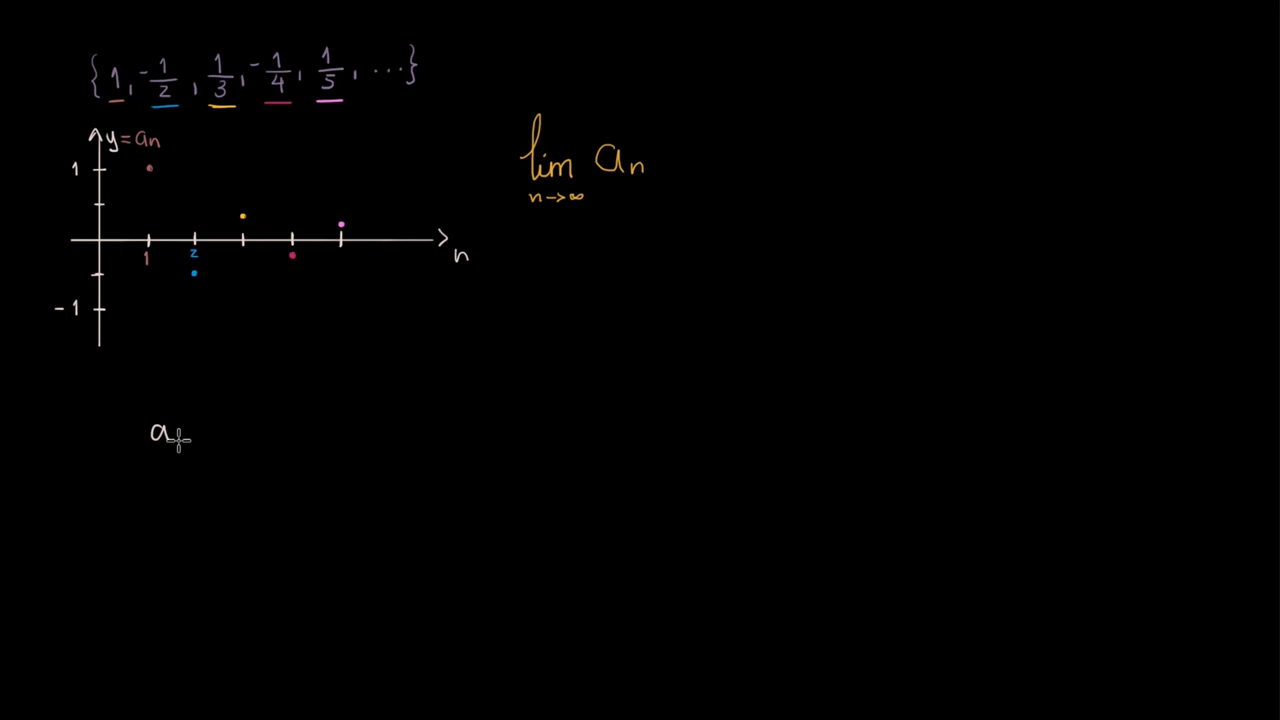 {1, -1/2, 1/3, -1/4, 1/5, ...}
y=an
1
lim an
n→∞
1 2
n
-1
a